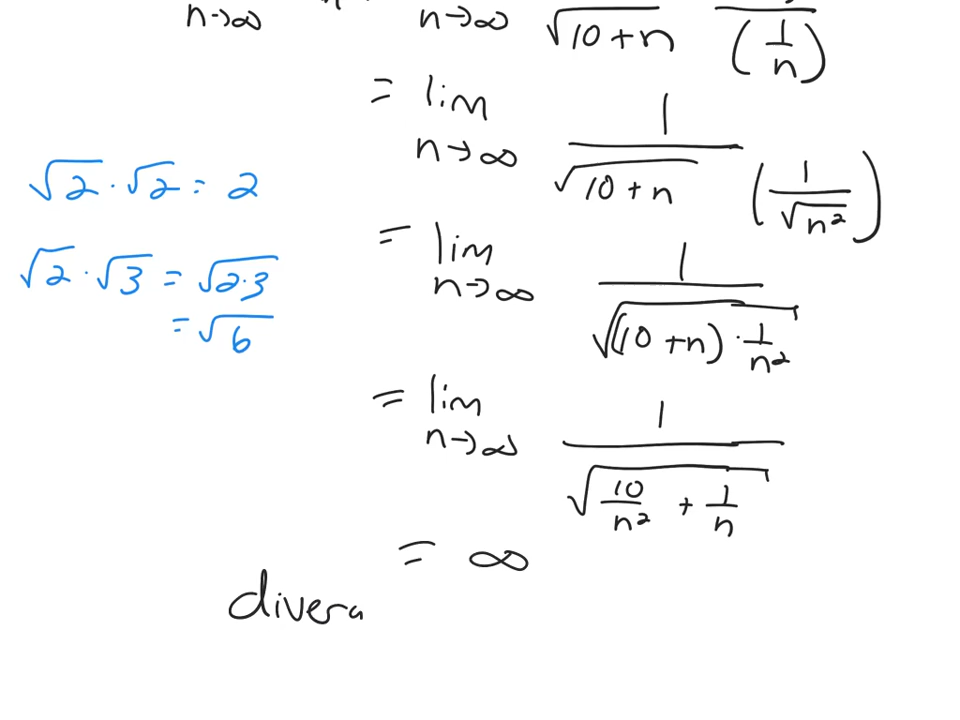 n→∞ n→∞ √10+n (1/n)
= lim n→∞ 1/√10+n (1/√n²)
√2·√2 = 2
= lim n→∞ 1/√((10+n)·1/n²)
√2·√3 = √2·3
= √6
= lim n→∞ 1/√(10/n² + 1/n)
= ∞